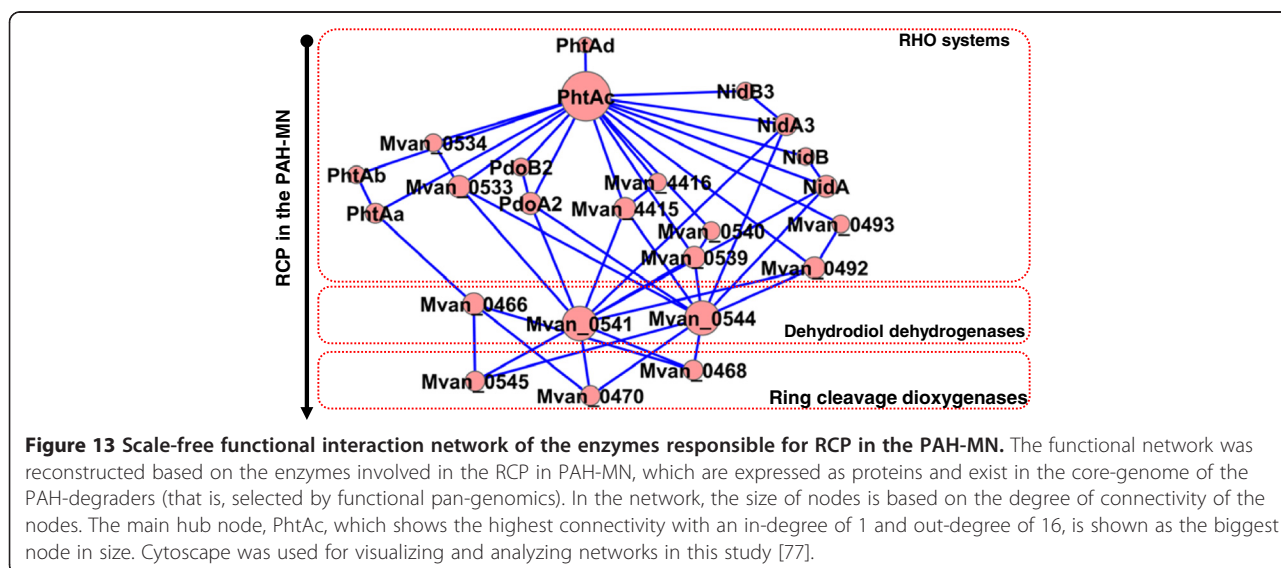 RCP in the PAH-MN
RHO systems
PhtAd
PhtAc
NidB3
NidA3
Mvan_0534
NidB
PhtAb
PdoB2
Mvan_4416
NidA
Mvan_0533
PhtAa
PdoA2
Mvan_4415
Mvan_0493
Mvan_0540
Mvan_0539
Mvan_0492
Mvan_0466
Mvan_0541
Mvan_0544
Dehydrodiol dehydrogenases
Mvan_0545
Mvan_0468
Mvan_0470
Ring cleavage dioxygenases
Figure 13 Scale-free functional interaction network of the enzymes responsible for RCP in the PAH-MN. The functional network was
reconstructed based on the enzymes involved in the RCP in PAH-MN, which are expressed as proteins and exist in the core-genome of the
PAH-degraders (that is, selected by functional pan-genomics). In the network, the size of nodes is based on the degree of connectivity of the
nodes. The main hub node, PhtAc, which shows the highest connectivity with an in-degree of 1 and out-degree of 16, is shown as the biggest
node in size. Cytoscape was used for visualizing and analyzing networks in this study [77].